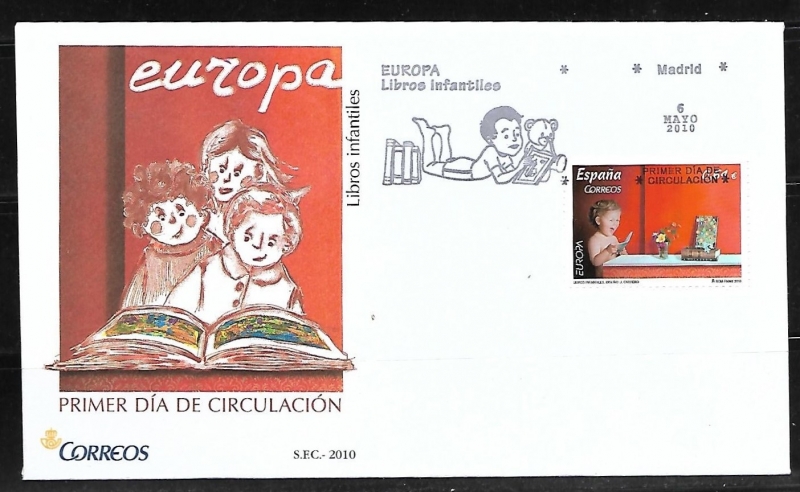 europa
Libros infantiles
PRIMER DÍA DE CIRCULACIÓN
CORREOS
S.F.C.- 2010
EUROPA
Libros infantiles
* * Madrid *
6
MAYO
2010
PRIMER DÍA DE
* CIRCULACIÓN *
España
CORREOS
EUROPA